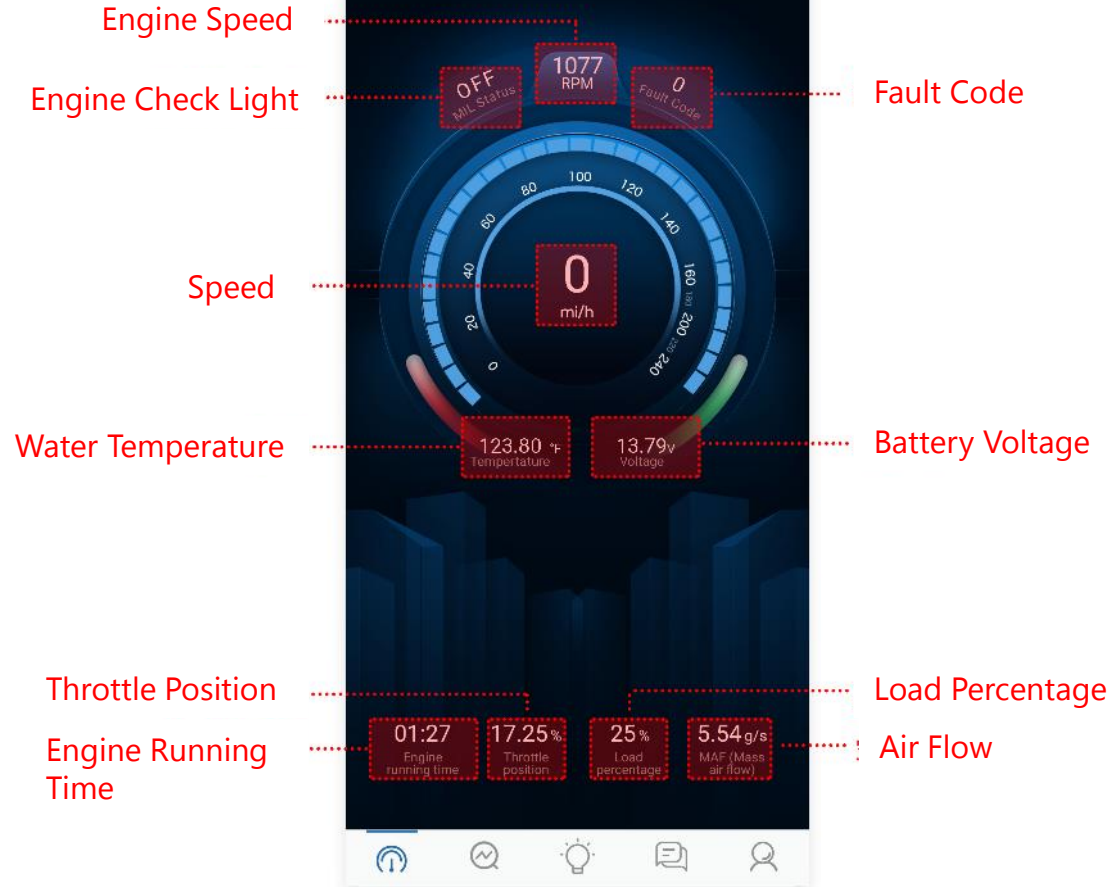 Engine Speed
Engine Check Light
OFF
MIL Status
1077
RPM
0
Fault Code
Fault Code
0
20
40
60
80
100
120
140
160
180
200
220
240
Speed
0
mi/h
Water Temperature
123.80 °F
Tempertature
13.79V
Voltage
Battery Voltage
Throttle Position
Load Percentage
Engine Running
Time
01:27
Engine
running time
17.25%
Throttle
position
25%
Load
percentage
5.54g/s
MAF (Mass
air flow)
Air Flow